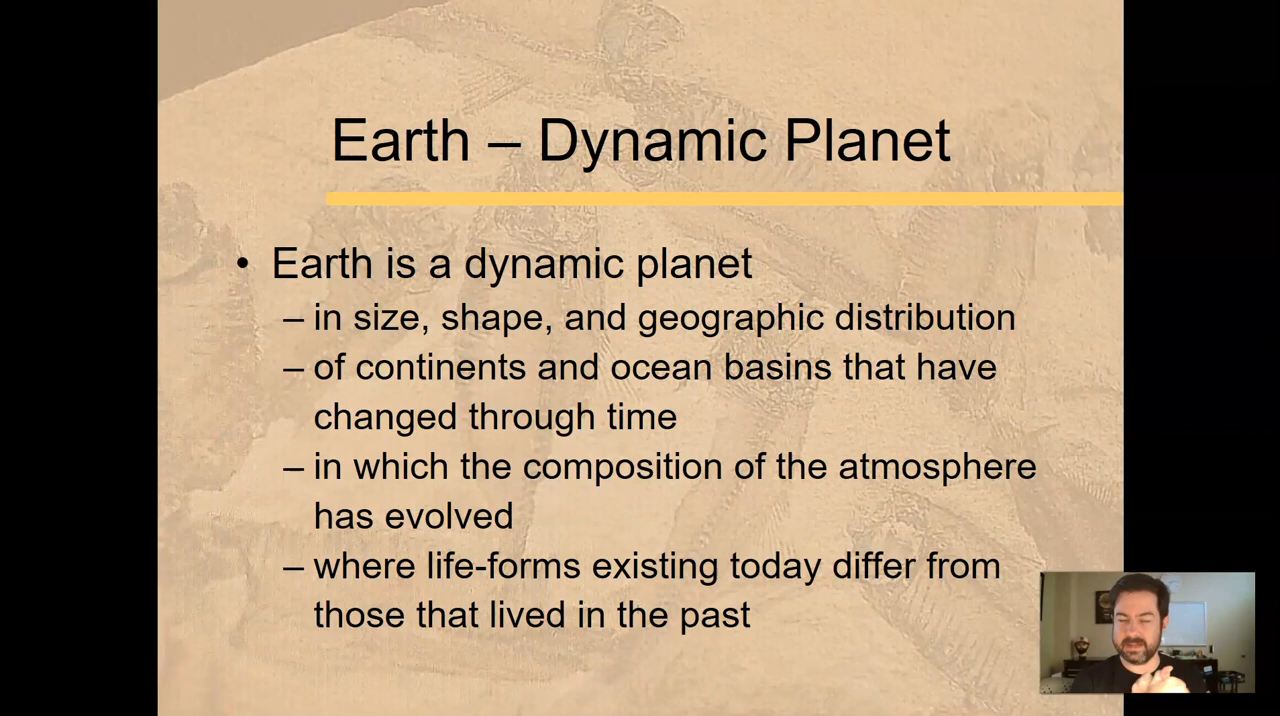 Earth – Dynamic Planet
• Earth is a dynamic planet
– in size, shape, and geographic distribution
– of continents and ocean basins that have
changed through time
– in which the composition of the atmosphere
has evolved
– where life-forms existing today differ from
those that lived in the past